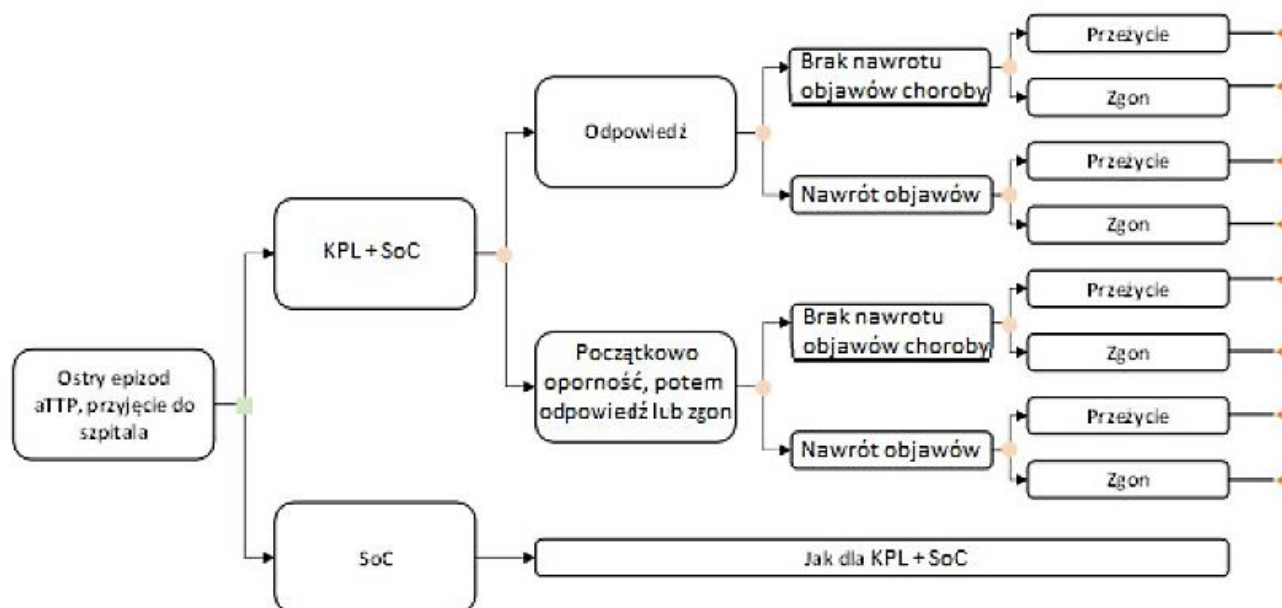 Przeżycie
Brak nawrotu
objawów choroby
Zgon
Odpowiedź
Przeżycie
Nawrót objawów
Zgon
KPL + SoC
Przeżycie
Brak nawrotu
objawów choroby
Zgon
Początkowo
oporność, potem
odpowiedź lub zgon
Ostry epizod
aTTP, przyjęcie do
szpitala
Przeżycie
Nawrót objawów
Zgon
SoC
Jak dla KPL + SoC